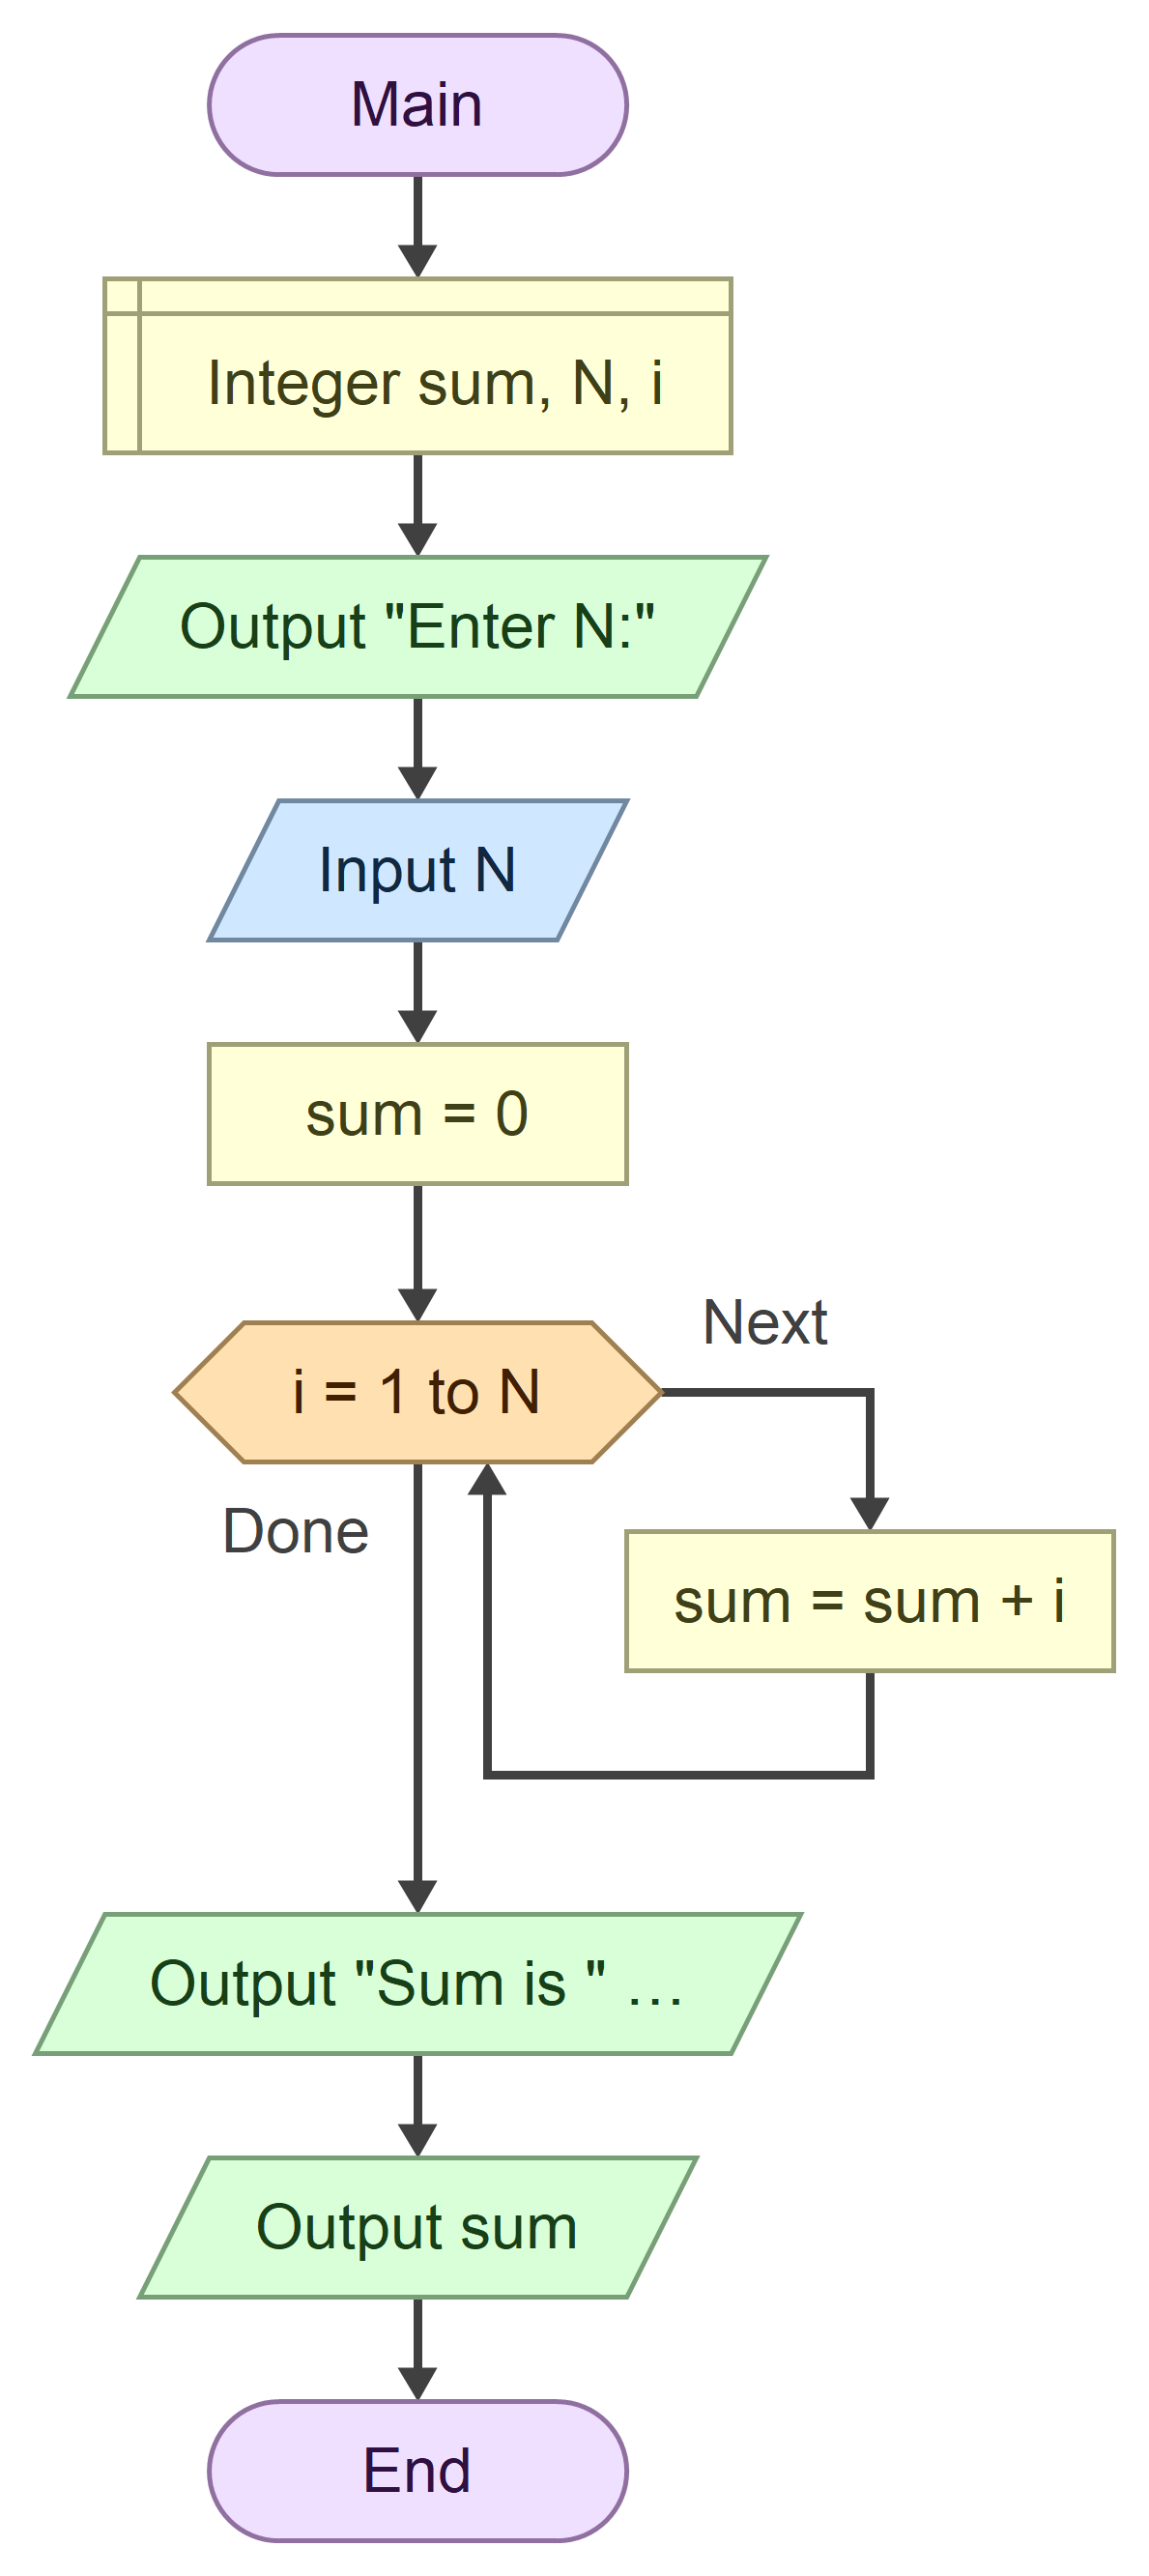 Main
Integer sum, N, i
Output "Enter N:"
Input N
sum = 0
i = 1 to N
Next
Done
sum = sum + i
Output "Sum is " …
Output sum
End